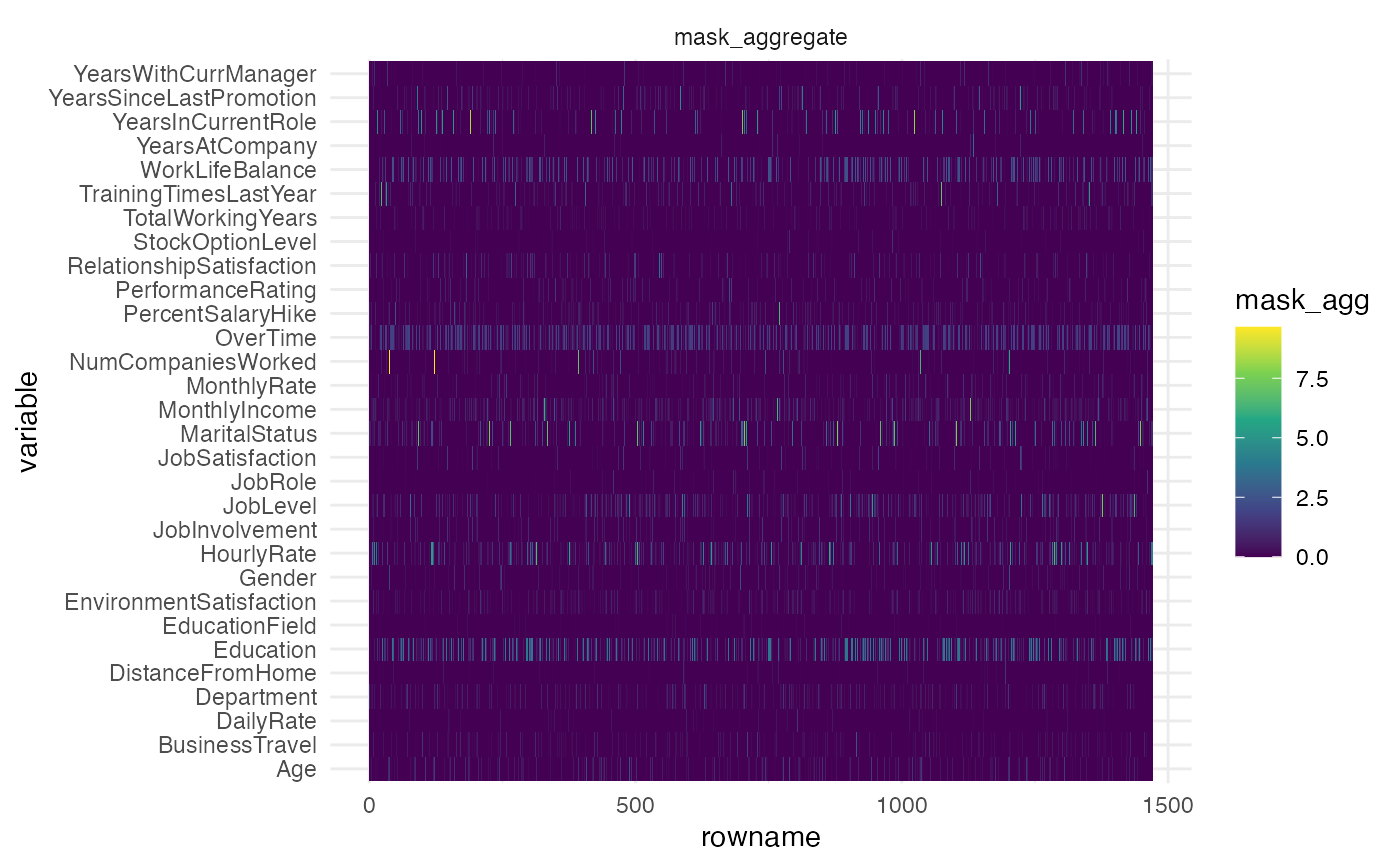 mask_aggregate
variable
YearsWithCurrManager
YearsSinceLastPromotion
YearsInCurrentRole
YearsAtCompany
WorkLifeBalance
TrainingTimesLastYear
TotalWorkingYears
StockOptionLevel
RelationshipSatisfaction
PerformanceRating
PercentSalaryHike
OverTime
NumCompaniesWorked
MonthlyRate
MonthlyIncome
MaritalStatus
JobSatisfaction
JobRole
JobLevel
JobInvolvement
HourlyRate
Gender
EnvironmentSatisfaction
EducationField
Education
DistanceFromHome
Department
DailyRate
BusinessTravel
Age
0 500 1000 1500
rowname
mask_agg
7.5
5.0
2.5
0.0